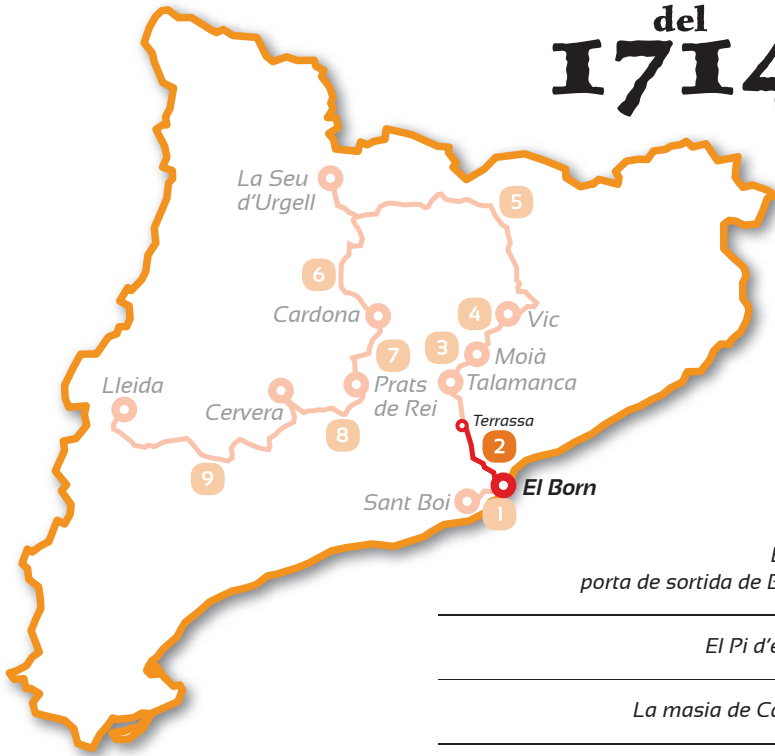 del
1714
La Seu
d'Urgell
5
6
Cardona
4
Vic
3
Moià
7
Talamanca
Lleida
Prats
de Rei
Cervera
Terrassa
8
2
9
El Born
Sant Boi
1
porta de sortida de
El Pi
La masia de